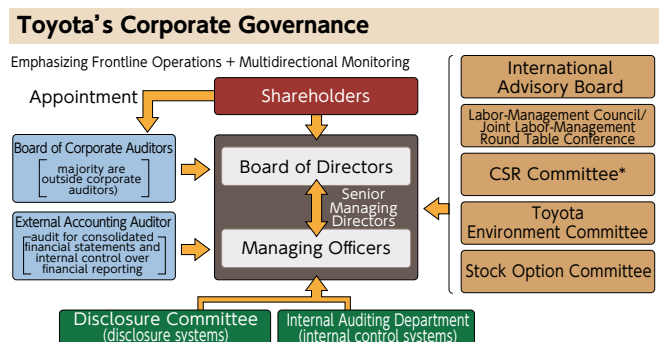 Toyota's Corporate Governance
Emphasizing Frontline Operations + Multidirectional Monitoring
Appointment
Shareholders
Board of Corporate Auditors
[majority are
outside corporate
auditors)]
External Accounting Auditor
[audit for consolidated
financial statements and
internal control over
financial reporting]
Board of Directors
Senior
Managing
Directors
Managing Officers
International
Advisory Board
Labor-Management Council/
Joint Labor-Management
Round Table Conference
CSR Committee*
Toyota
Environment Committee
Stock Option Committee
Disclosure Committee
(disclosure systems)
Internal Auditing Department
(internal control systems)